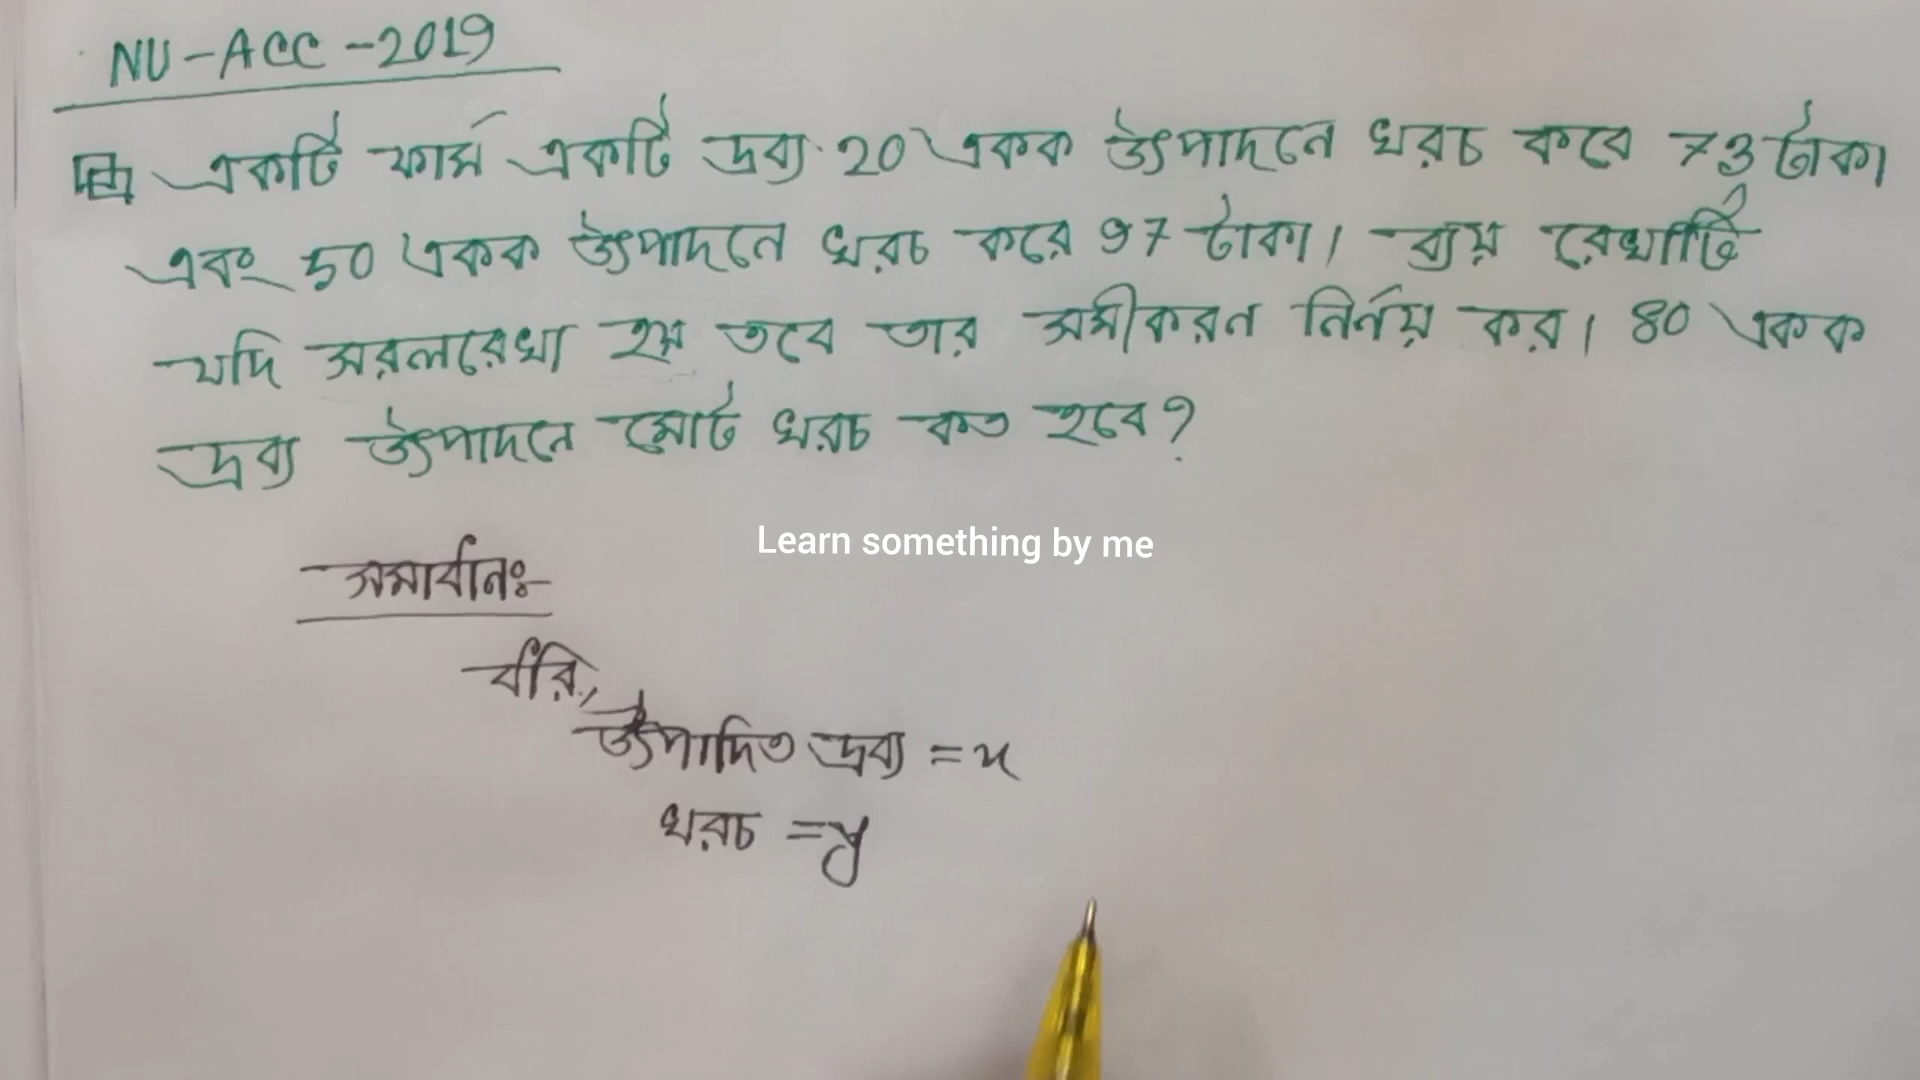 NU-ACC-2019
একটি ফার্ম একটি দ্রব্য 20 একক উৎপাদনে খরচ করে 73 টাকা
এবং 50 একক উৎপাদনে খরচ করে 97 টাকা। ব্যয় রেখাটি
যদি সরলরেখা হয় তবে তার সমীকরন নির্নয় কর। 80 একক
দ্রব্য উৎপাদনে মোট খরচ কত হবে?
Learn something by me
সমাধানঃ-
ধরি,
উৎপাদিত দ্রব্য = x
খরচ = y